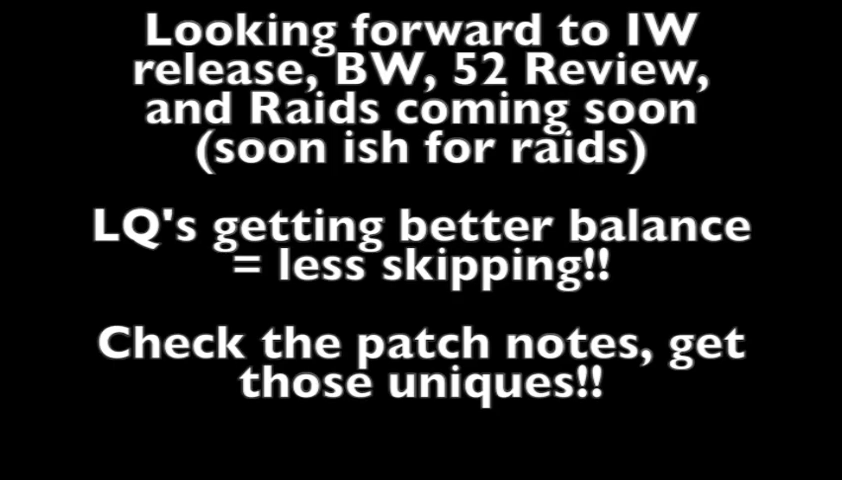 Looking forward to IW
release, BW, 52 Review,
and Raids coming soon
(soon ish for raids)
LQ's getting better balance
= less skipping!!
Check the patch notes, get
those uniques!!